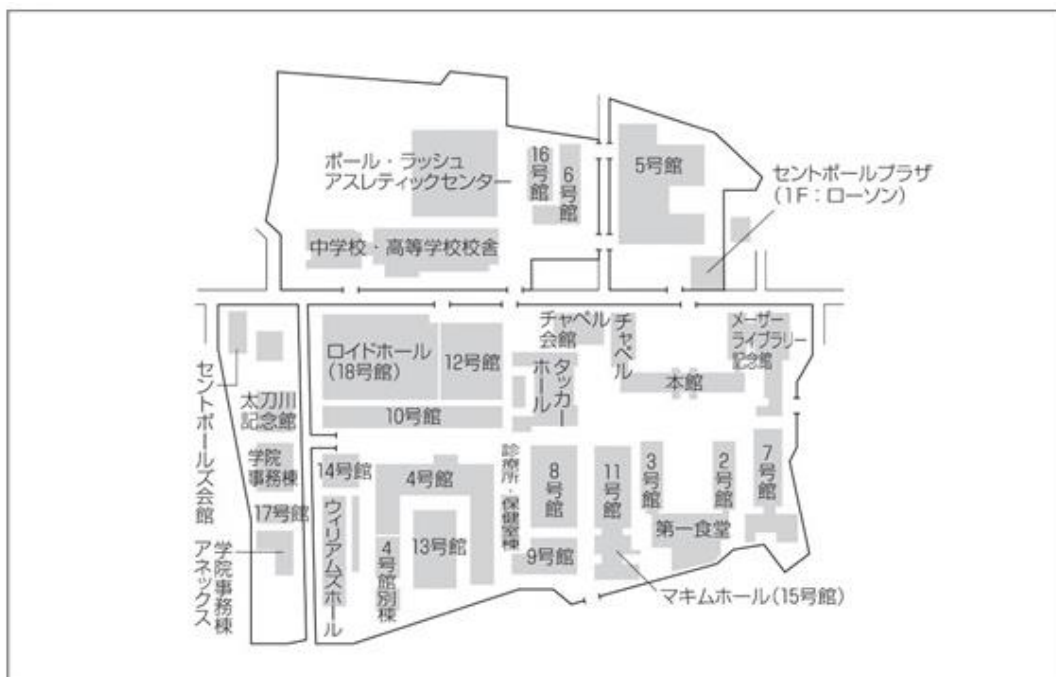 ポール・ラッシュ
アスレティックセンター
16号館
6号館
5号館
セントポールプラザ
(1F:ローソン)
中学校・高等学校校舎
チャペル
会館
チャペル
メーザー
ライブラリー
記念館
ロイドホール
(18号館)
12号館
タッカー
ホール
本館
10号館
セントポールズ会館
太刀川
記念館
学院
事務棟
17号館
学院事務棟
アネックス
14号館
ウィリアムズホール
4号館
4号館別棟
13号館
診療所・保健室棟
8号館
9号館
11号館
3号館
2号館
7号館
第一食堂
マキムホール(15号館)